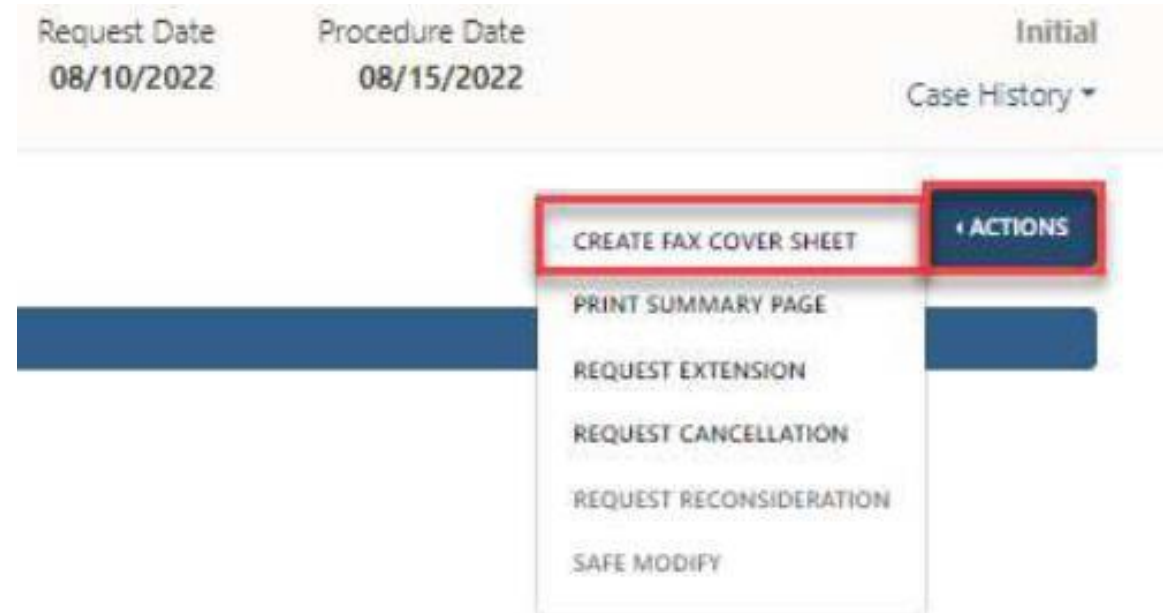 Request Date Procedure Date Initial
08/10/2022 08/15/2022
Case History
ACTIONS
CREATE FAX COVER SHEET
PRINT SUMMARY PAGE
REQUEST EXTENSION
REQUEST CANCELLATION
REQUEST RECONSIDERATION
SAFE MODIFY